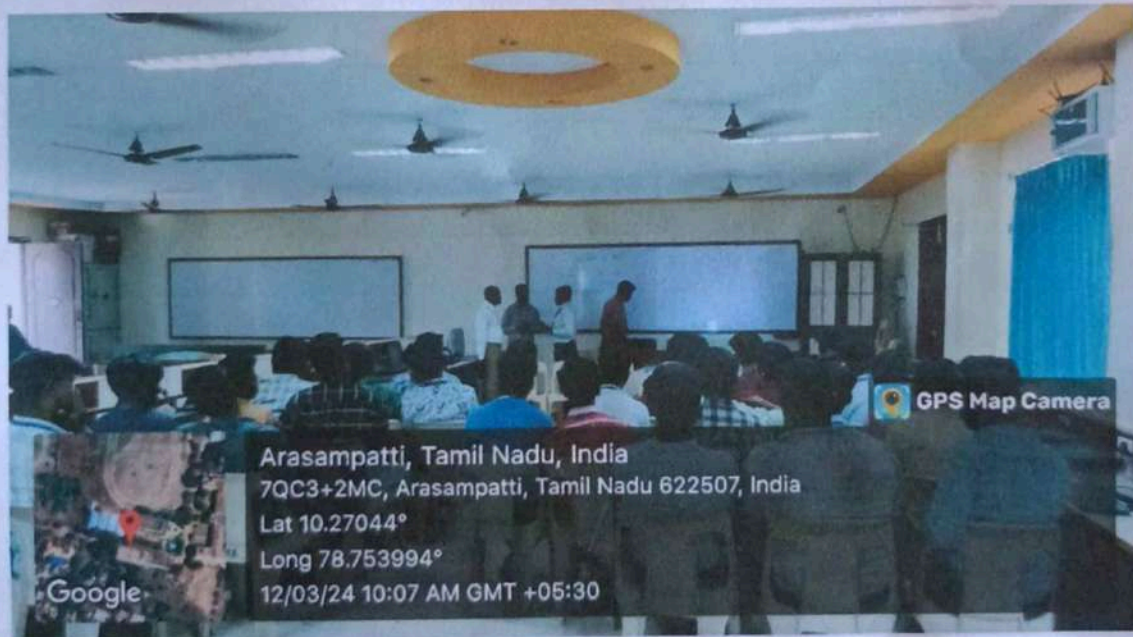 GPS Map Camera
Arasampatti, Tamil Nadu, India
7QC3+2MC, Arasampatti, Tamil Nadu 622507, India
Lat 10.27044°
Long 78.753994°
12/03/24 10:07 AM GMT +05:30
Google